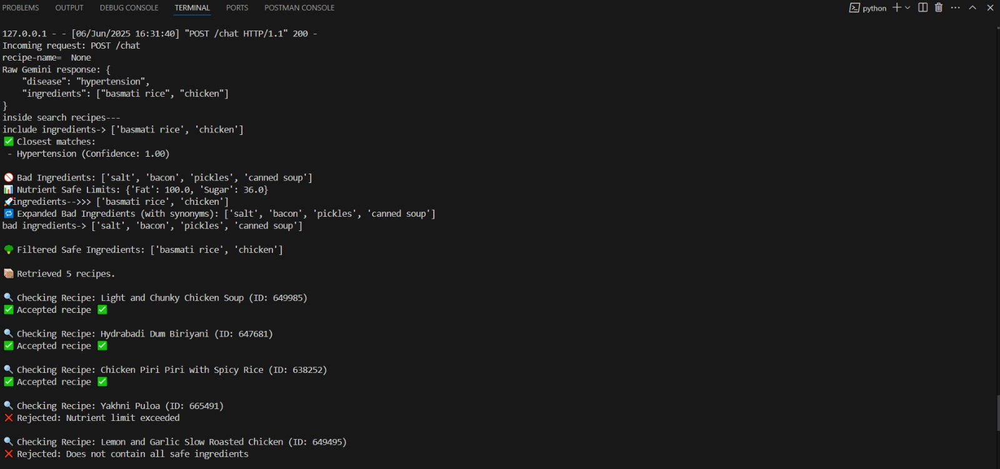 PROBLEMS OUTPUT DEBUG CONSOLE TERMINAL PORTS POSTMAN CONSOLE python
127.0.0.1 - - [06/Jun/2025 16:31:40] "POST /chat HTTP/1.1" 200 -
Incoming request: POST /chat
recipe-name=  None
Raw Gemini response: {
    "disease": "hypertension",
    "ingredients": ["basmati rice", "chicken"]
}
inside search recipes---
include ingredients-> ['basmati rice', 'chicken']
✅ Closest matches:
 - Hypertension (Confidence: 1.00)
🚫 Bad Ingredients: ['salt', 'bacon', 'pickles', 'canned soup']
📊 Nutrient Safe Limits: {'Fat': 100.0, 'Sugar': 36.0}
🚀ingredients-->>> ['basmati rice', 'chicken']
🔁 Expanded Bad Ingredients (with synonyms): ['salt', 'bacon', 'pickles', 'canned soup']
bad ingredients-> ['salt', 'bacon', 'pickles', 'canned soup']
🥦 Filtered Safe Ingredients: ['basmati rice', 'chicken']
📦 Retrieved 5 recipes.
🔍 Checking Recipe: Light and Chunky Chicken Soup (ID: 649985)
✅ Accepted recipe ✅
🔍 Checking Recipe: Hydrabadi Dum Biriyani (ID: 647681)
✅ Accepted recipe ✅
🔍 Checking Recipe: Chicken Piri Piri with Spicy Rice (ID: 638252)
✅ Accepted recipe ✅
🔍 Checking Recipe: Yakhni Puloa (ID: 665491)
❌ Rejected: Nutrient limit exceeded
🔍 Checking Recipe: Lemon and Garlic Slow Roasted Chicken (ID: 649495)
❌ Rejected: Does not contain all safe ingredients